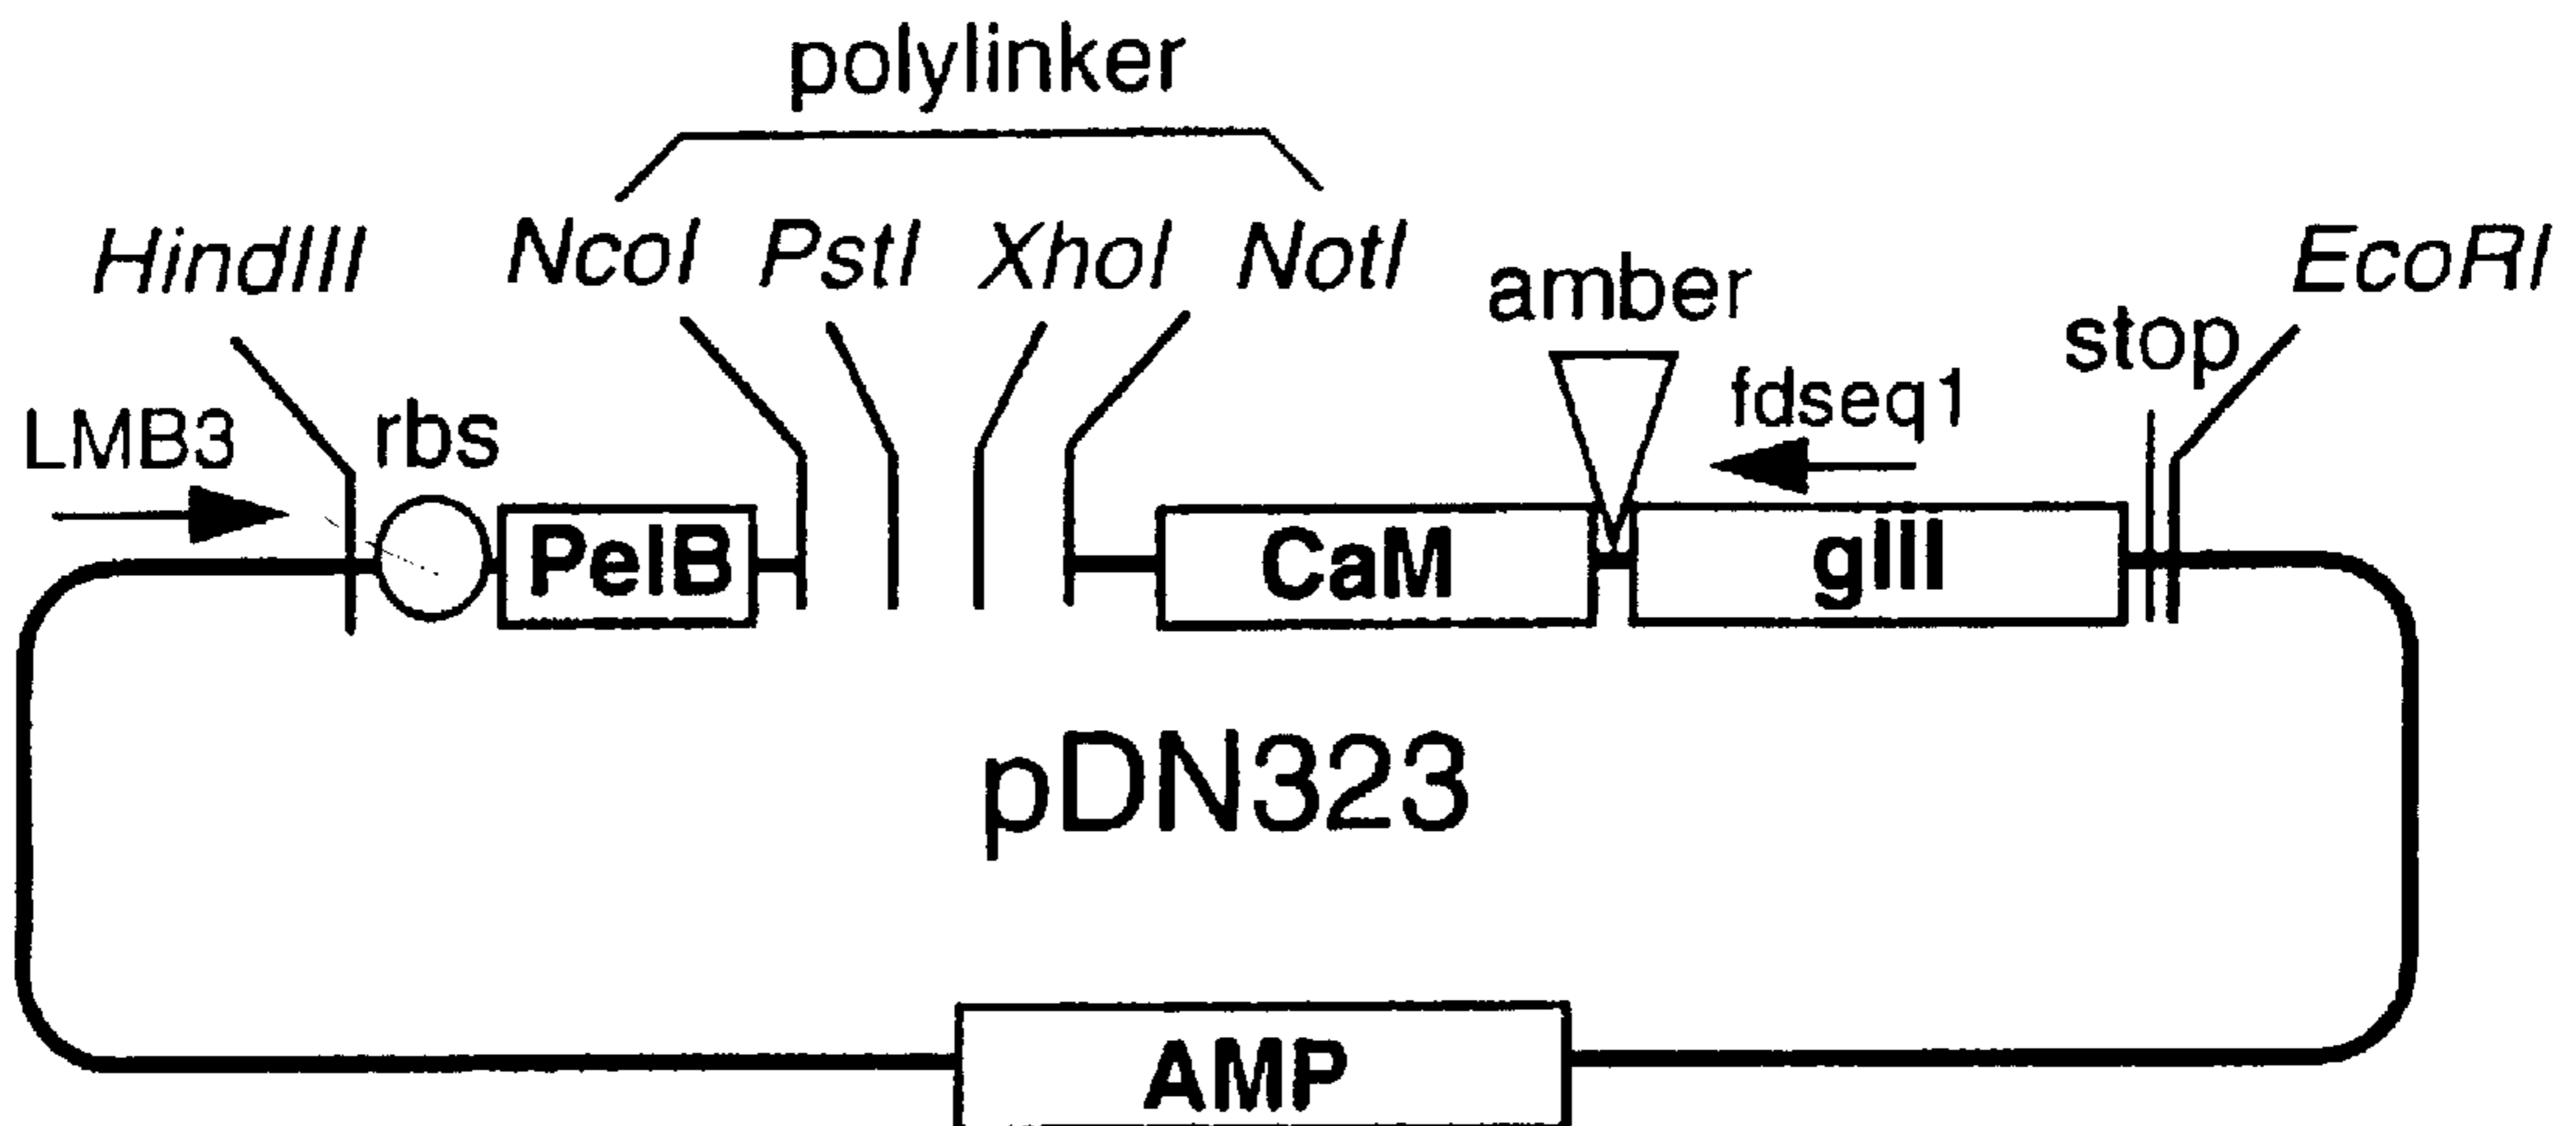 polylinker
HindIII NcoI PstI XhoI NotI EcoRI
amber stop
LMB3 rbs fdseq1
PelB CaM gIII
pDN323
AMP